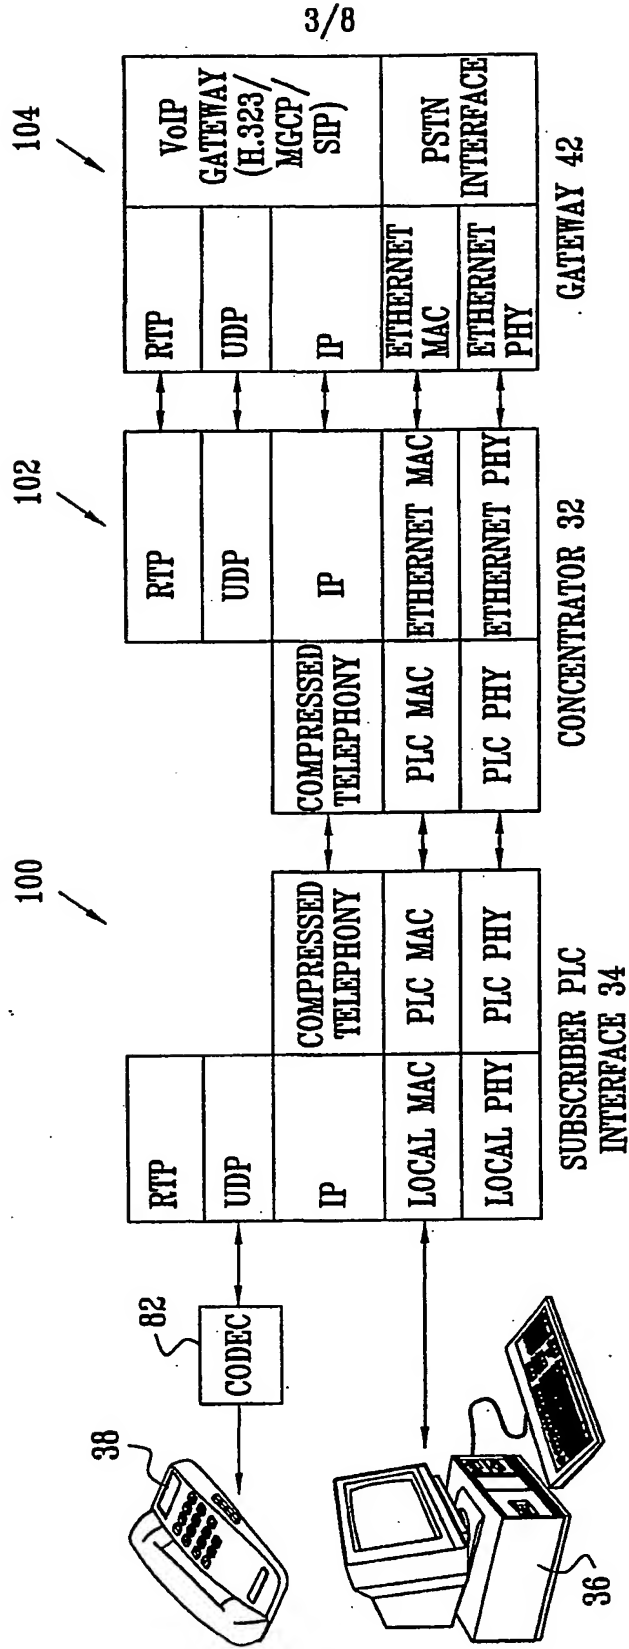 3/8
100
102
104
38
82
CODEC
36
RTP
UDP
IP
LOCAL MAC
LOCAL PHY
COMPRESSED
TELEPHONY
PLC MAC
PLC PHY
SUBSCRIBER PLC
INTERFACE 34
COMPRESSED
TELEPHONY
PLC MAC
PLC PHY
RTP
UDP
IP
ETHERNET MAC
ETHERNET PHY
CONCENTRATOR 32
RTP
UDP
IP
ETHERNET
MAC
ETHERNET
PHY
VoIP
GATEWAY
(H.323/
MGCP/
SIP)
PSTN
INTERFACE
GATEWAY 42